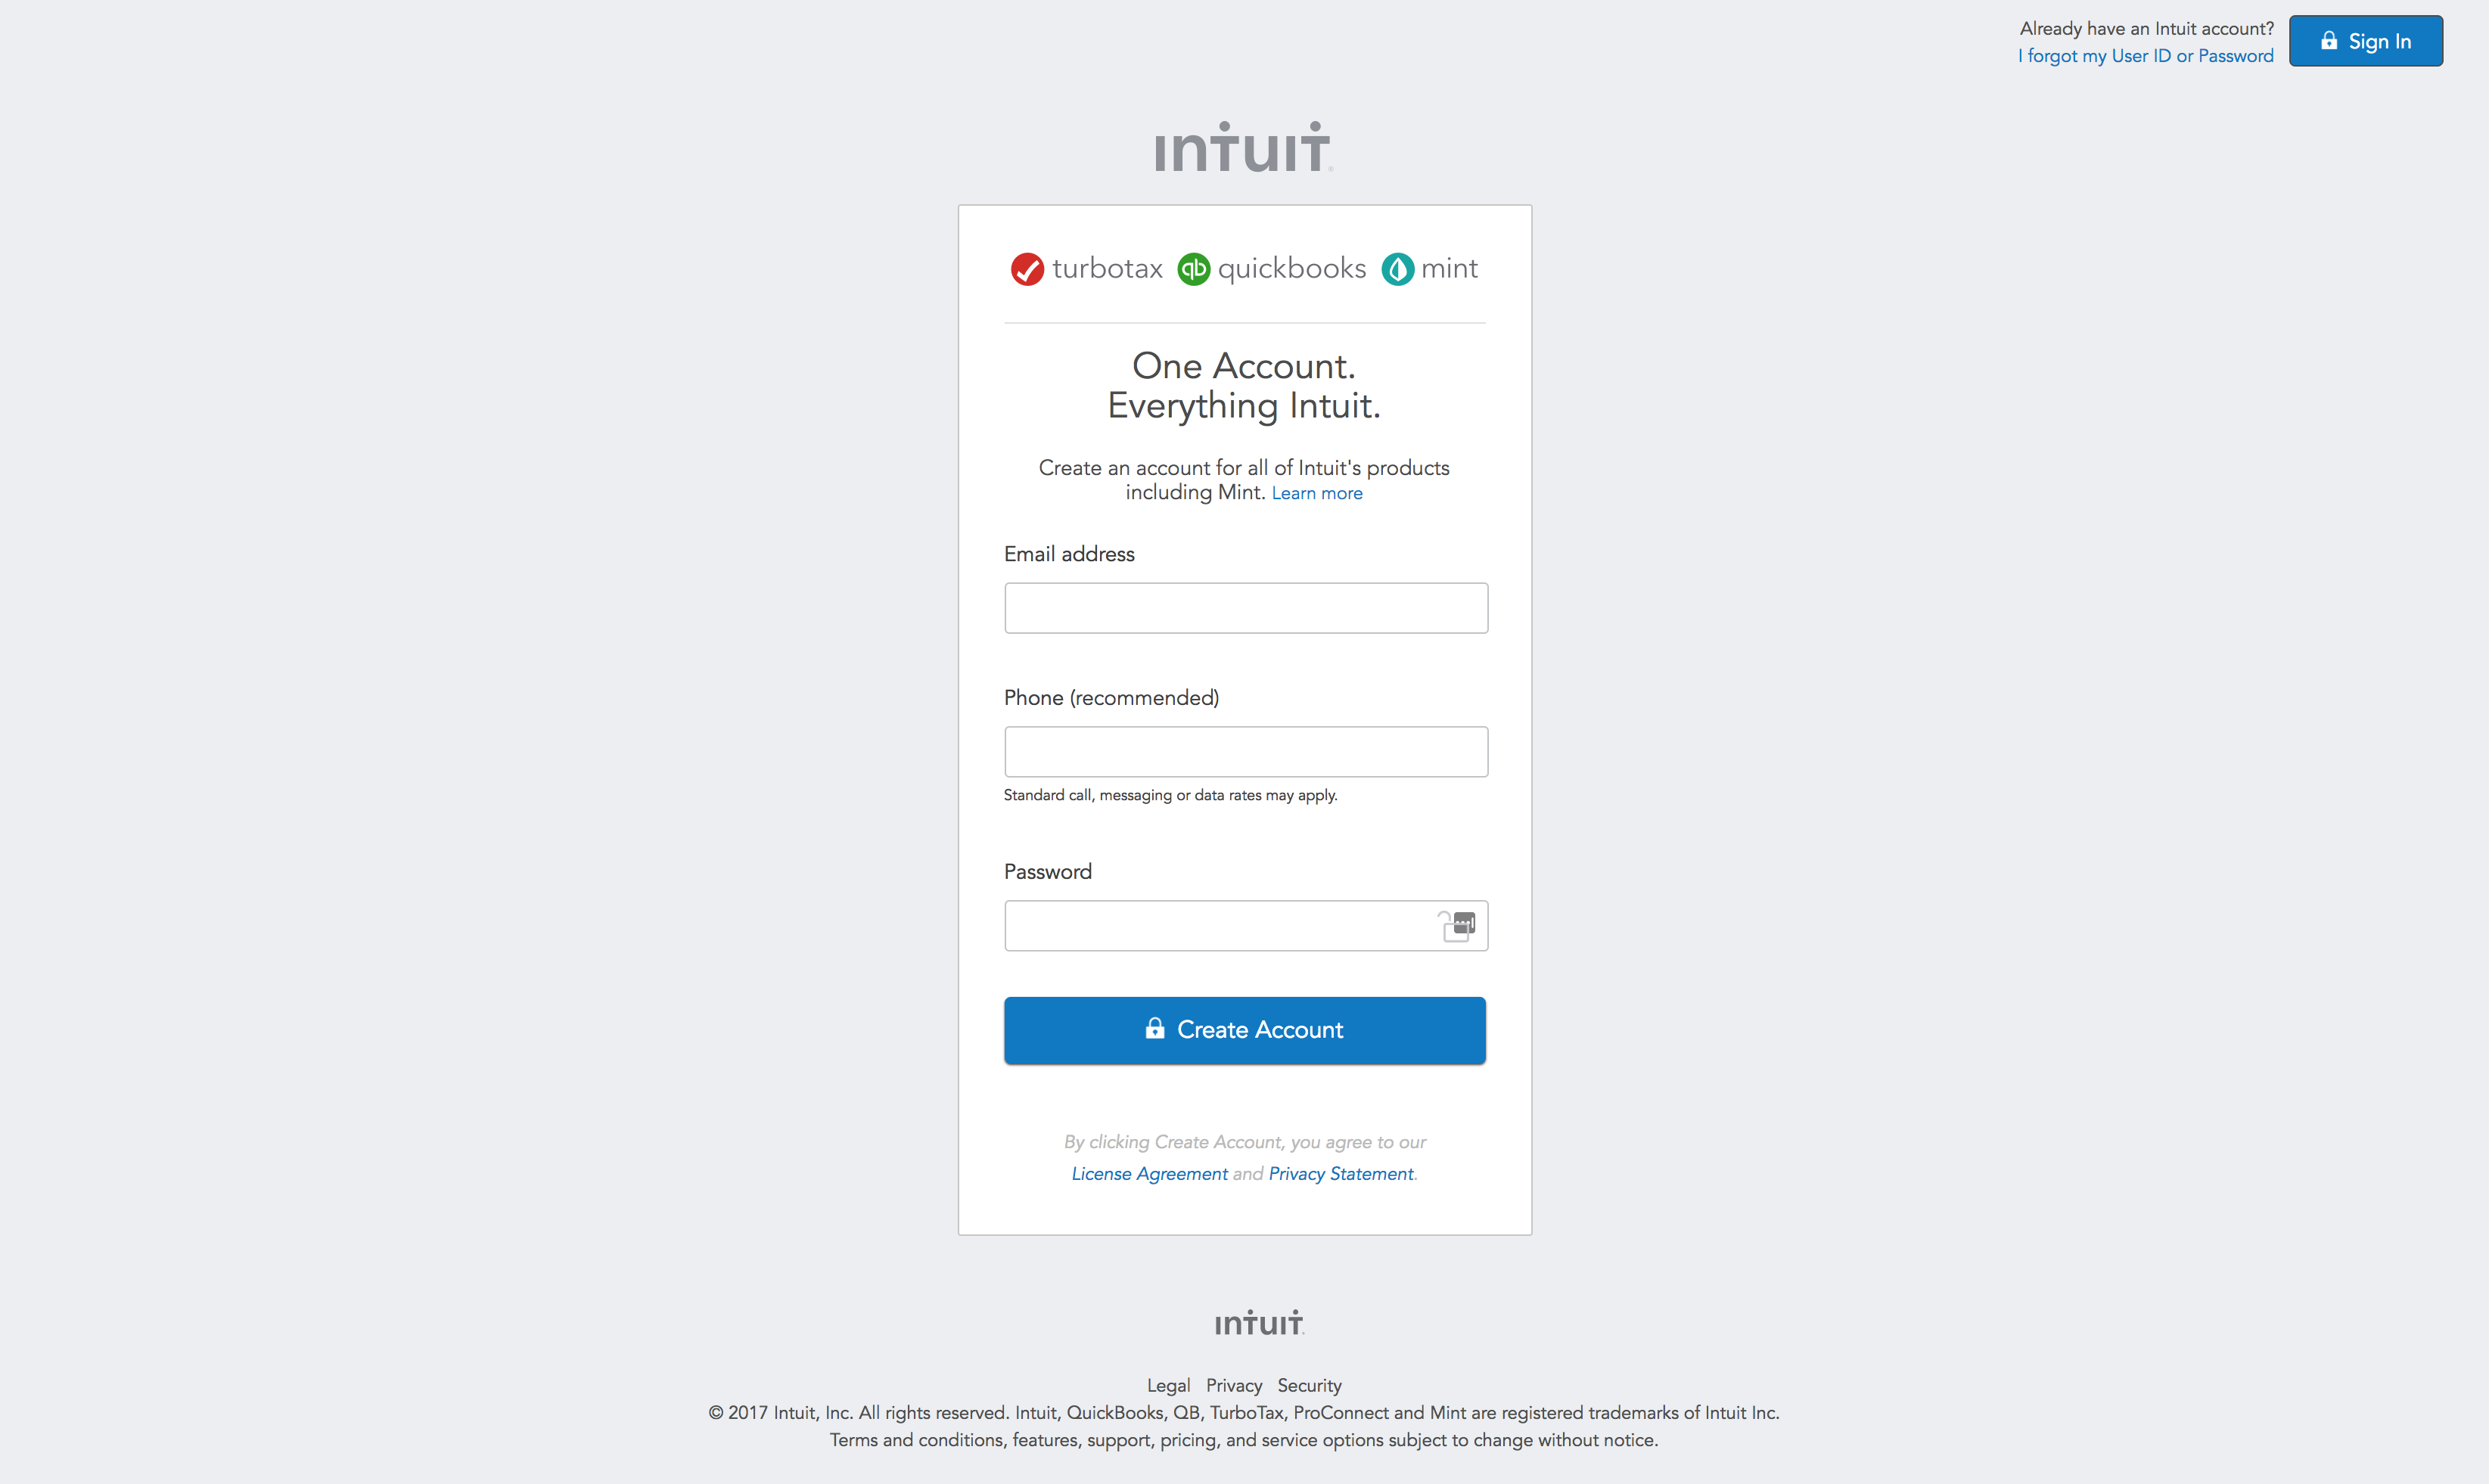 Already have an Intuit account?
I forgot my User ID or Password
Sign In
intuit
turbotax qb quickbooks mint
One Account.
Everything Intuit.
Create an account for all of Intuit's products
including Mint. Learn more
Email address
Phone (recommended)
Standard call, messaging or data rates may apply.
Password
Create Account
By clicking Create Account, you agree to our
License Agreement and Privacy Statement.
intuit
Legal Privacy Security
© 2017 Intuit, Inc. All rights reserved. Intuit, QuickBooks, QB, TurboTax, ProConnect and Mint are registered trademarks of Intuit Inc.
Terms and conditions, features, support, pricing, and service options subject to change without notice.